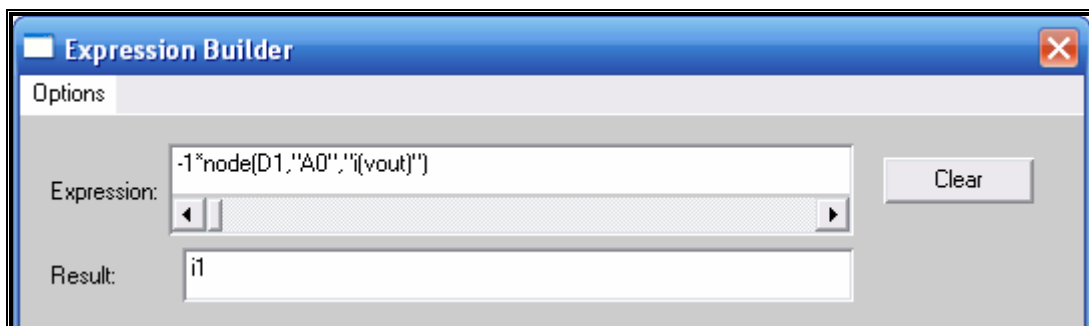 Expression Builder
Options
Expression:
-1*node(D1,"A0","i(vout)")
Clear
Result:
i1